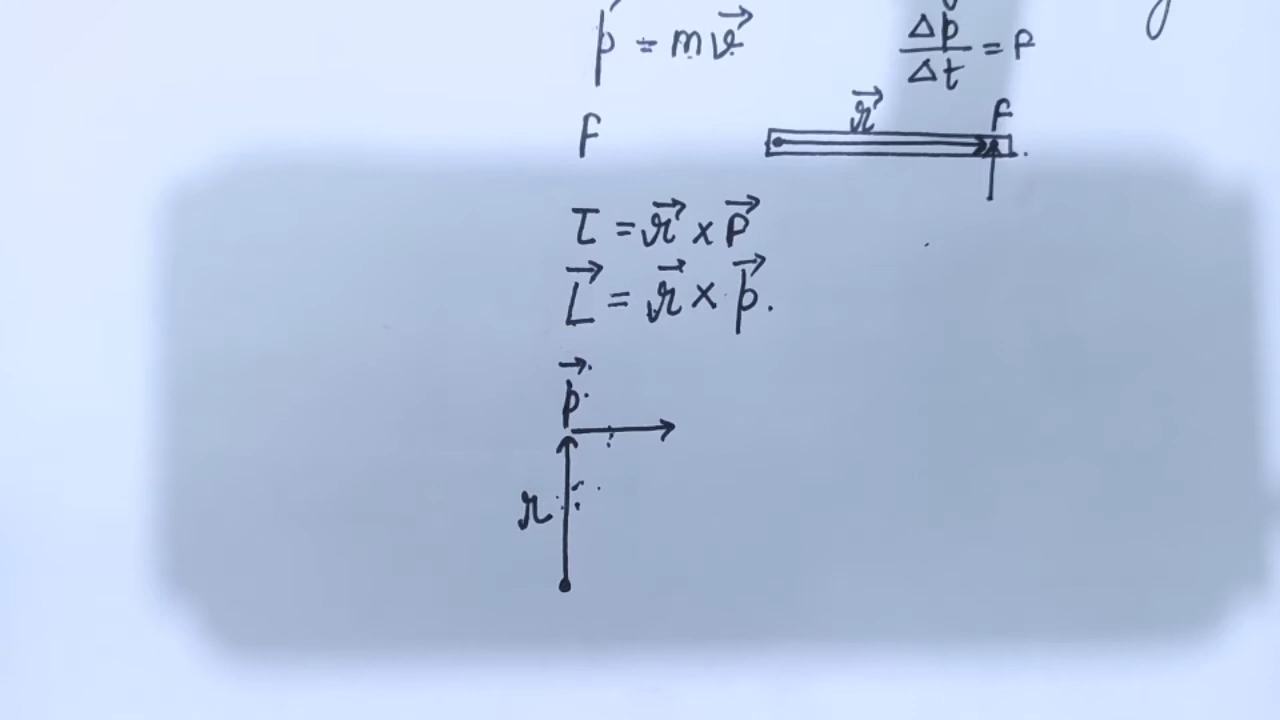 p⃗ = mv⃗
Δp/Δt = F
F
r⃗
F
τ = r⃗ × F⃗
L⃗ = r⃗ × p⃗.
p⃗
r